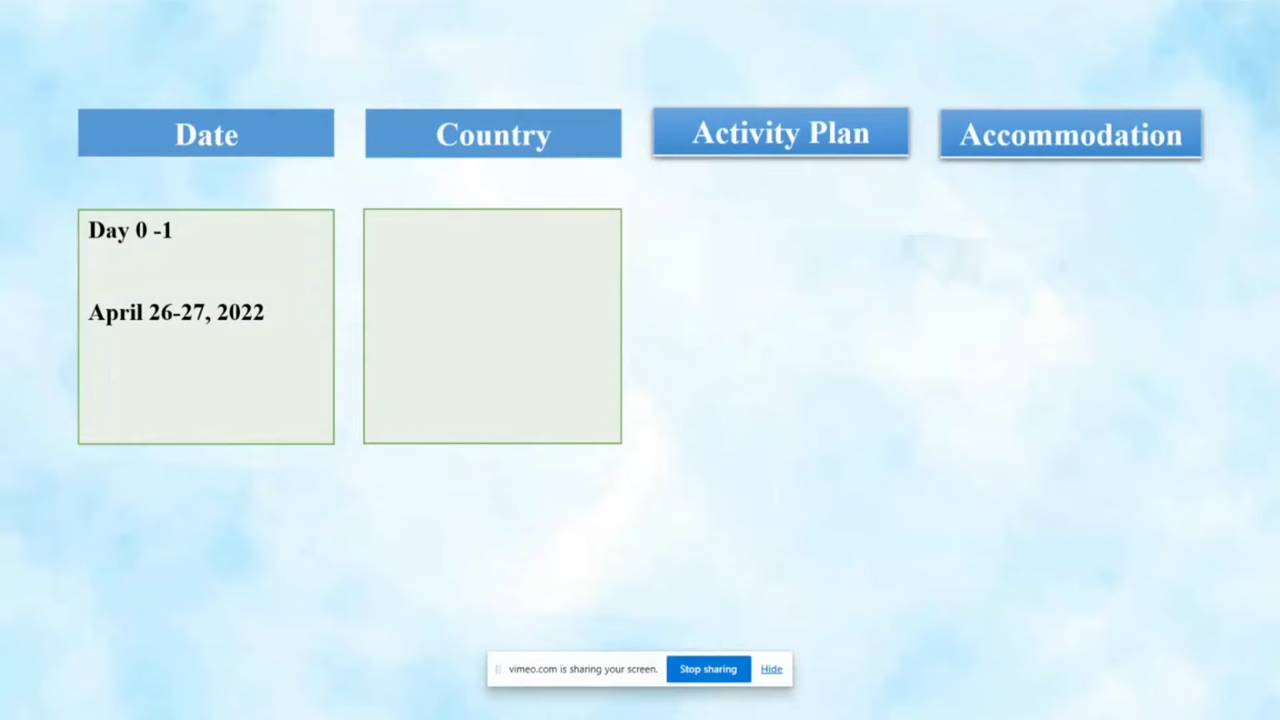 Date
Country
Activity Plan
Accommodation
Day 0 -1
April 26-27, 2022
vimeo.com is sharing your screen.
Stop sharing
Hide